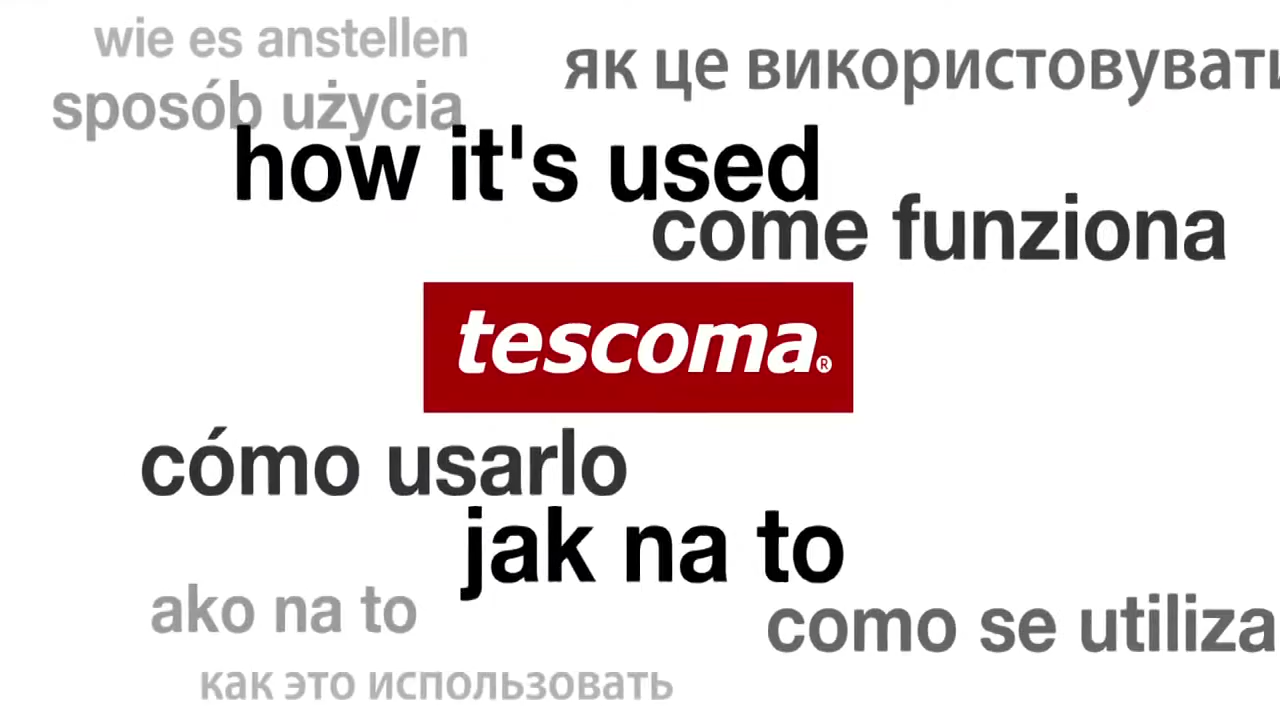 wie es anstellen
як це використовувати
sposób użycia
how it's used
come funziona
tescoma®
cómo usarlo
jak na to
ako na to
como se utiliza
как это использовать